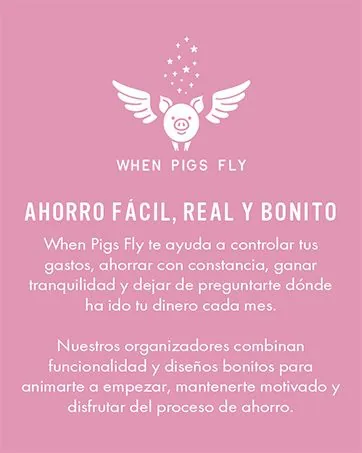 WHEN PIGS FLY
AHORRO FÁCIL, REAL Y BONITO
When Pigs Fly te ayuda a controlar tus
gastos, ahorrar con constancia, ganar
tranquilidad y dejar de preguntarte dónde
ha ido tu dinero cada mes.
Nuestros organizadores combinan
funcionalidad y diseños bonitos para
animarte a empezar, mantenerte motivado y
disfrutar del proceso de ahorro.